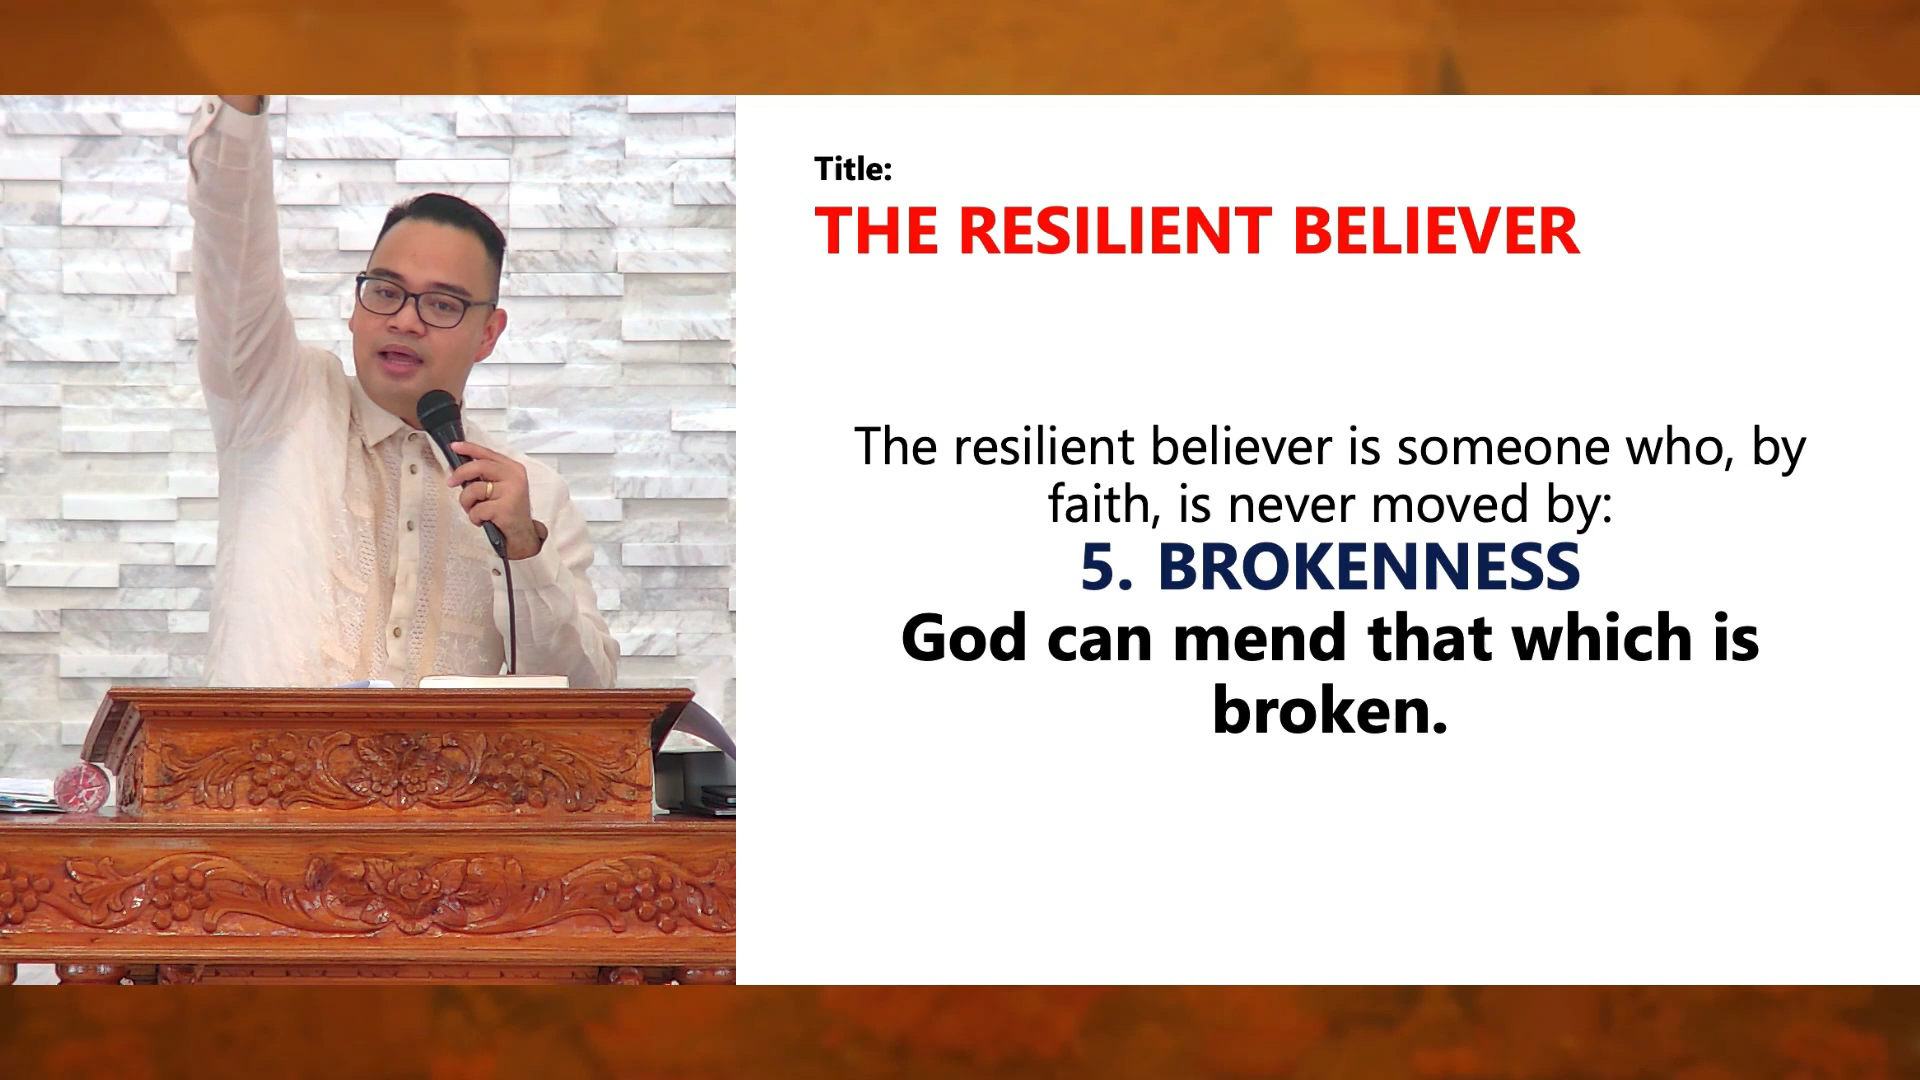 Title:
THE RESILIENT BELIEVER
The resilient believer is someone who, by
faith, is never moved by:
5. BROKENNESS
God can mend that which is
broken.